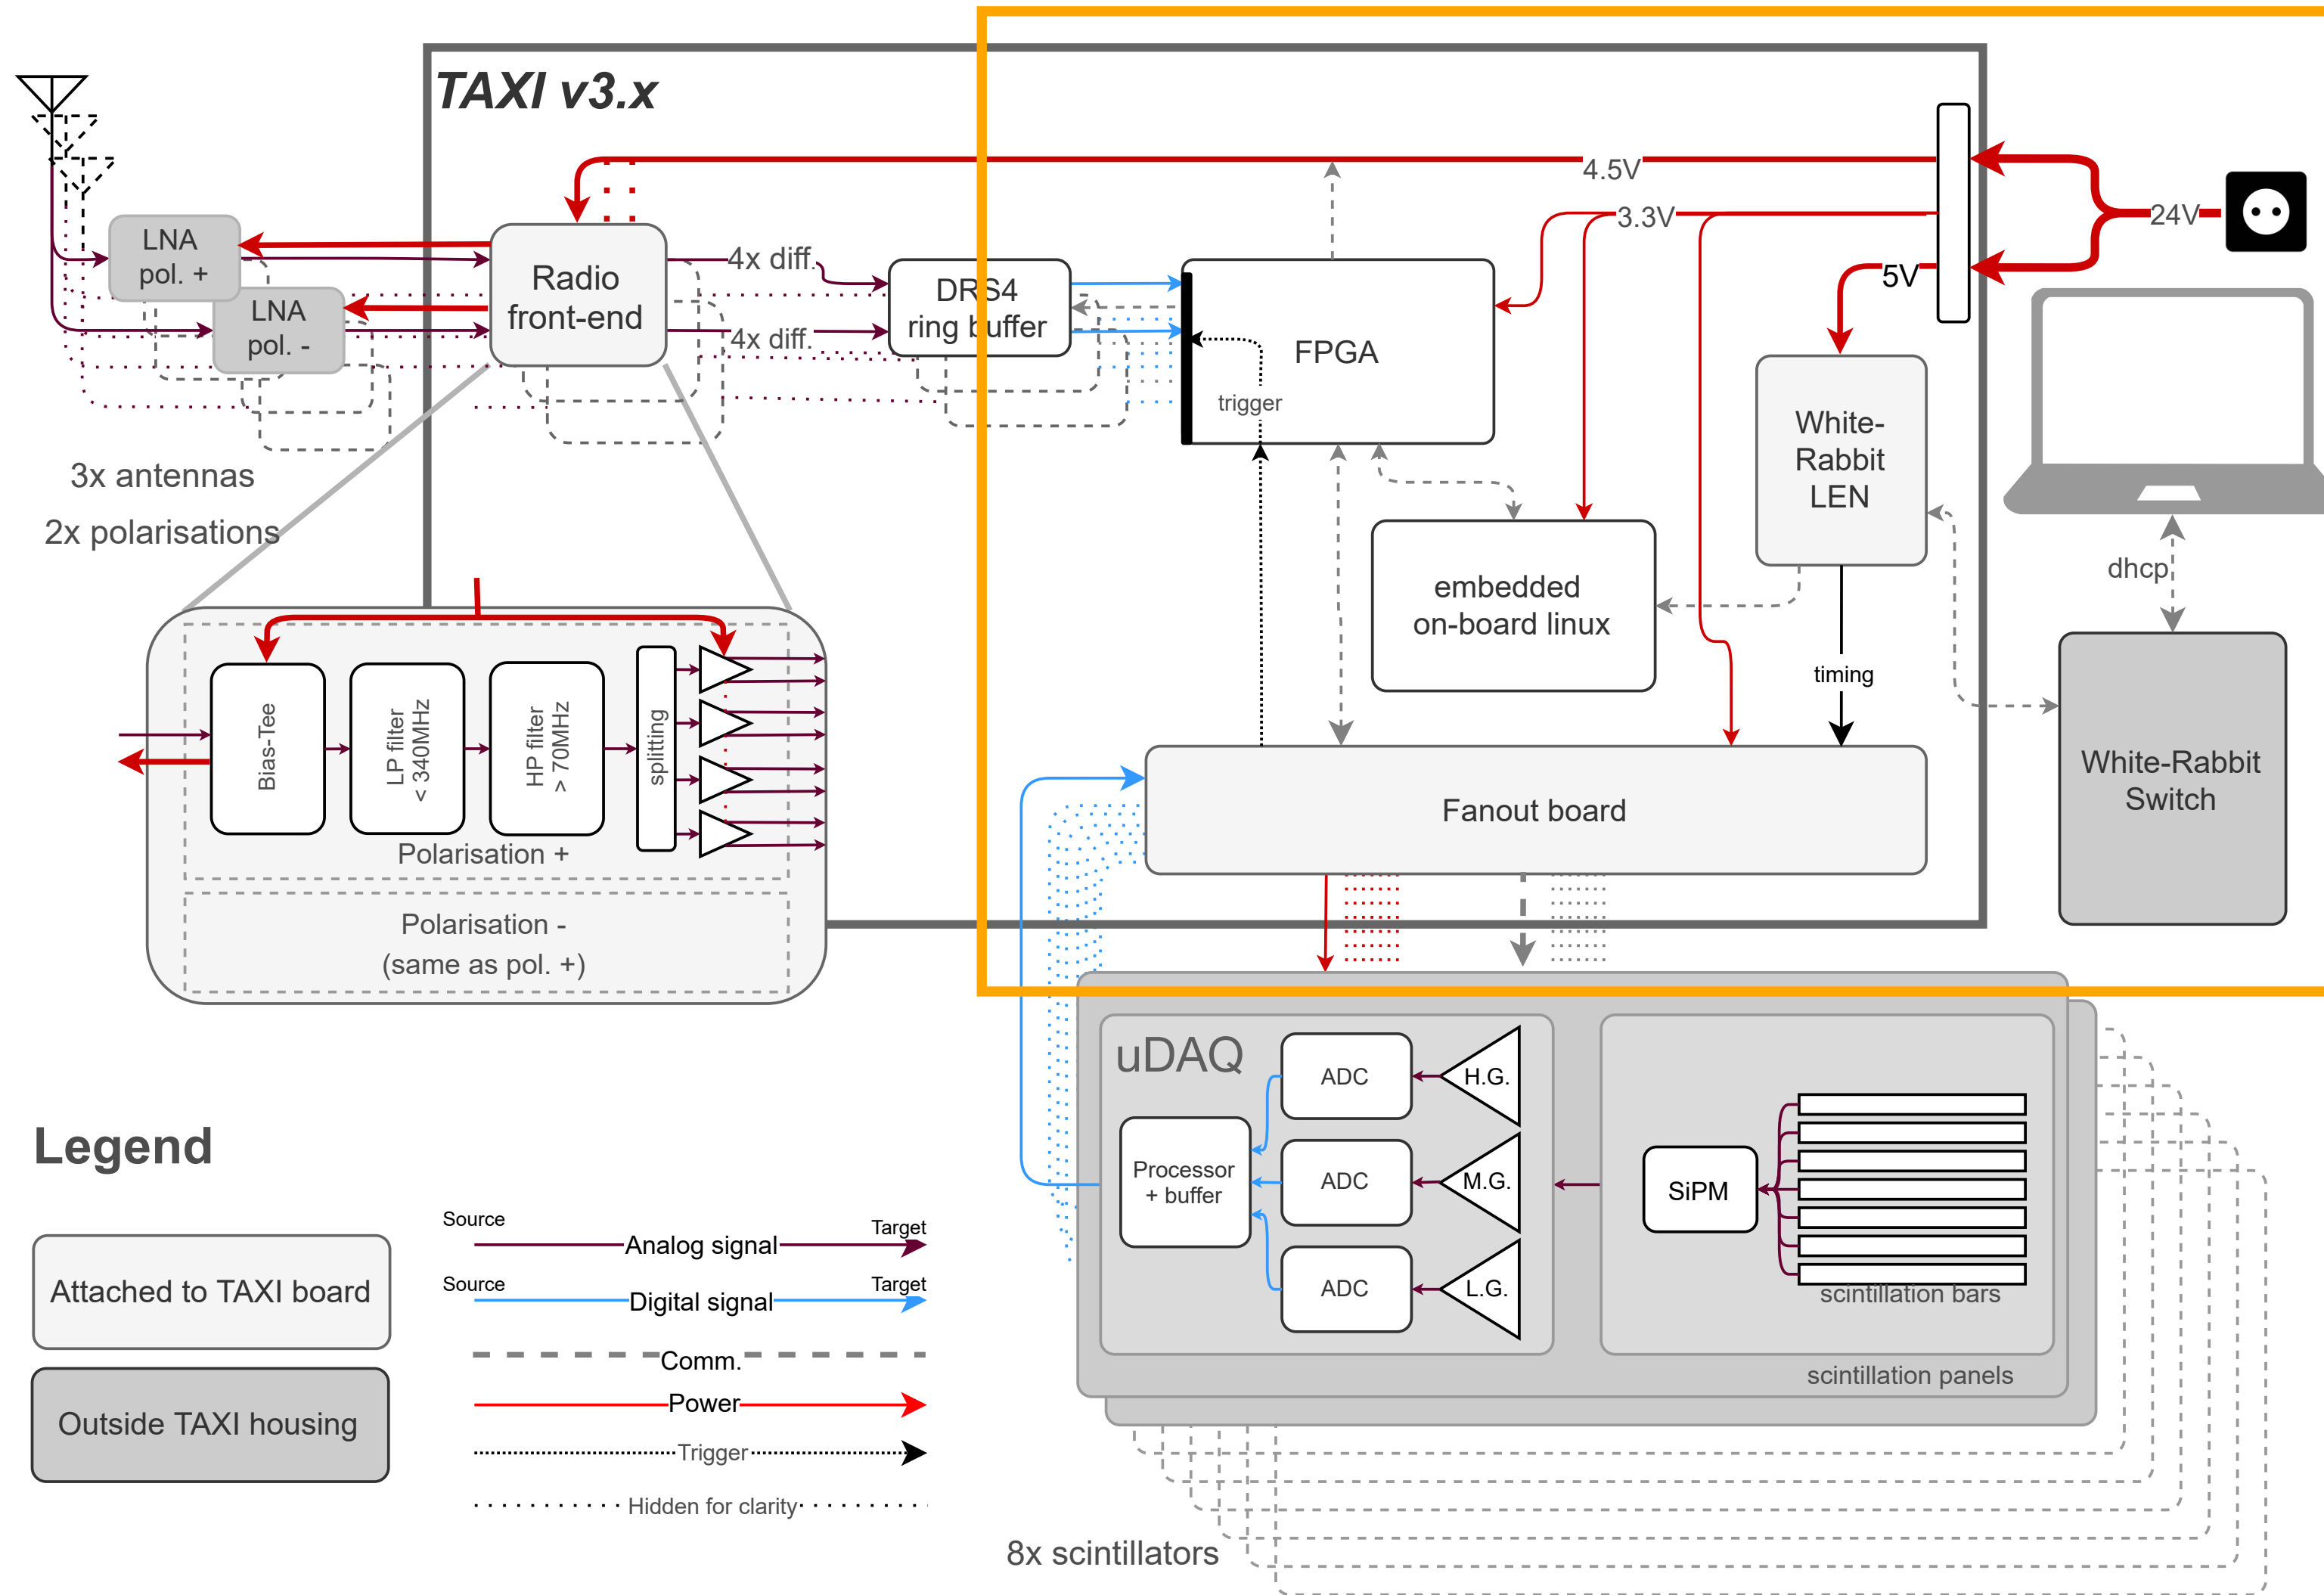 TAXI v3.x
4.5V
3.3V
24V
5V
LNA
pol. +
LNA
pol. -
Radio
front-end
4x diff.
4x diff.
DRS4
ring buffer
FPGA
trigger
White-
Rabbit
LEN
3x antennas
2x polarisations
embedded
on-board linux
dhcp
timing
White-Rabbit
Switch
Bias-Tee
LP filter
< 340MHz
HP filter
> 70MHz
splitting
Polarisation +
Polarisation -
(same as pol. +)
Fanout board
uDAQ
ADC
H.G.
Processor
+ buffer
ADC
M.G.
ADC
L.G.
SiPM
scintillation bars
scintillation panels
8x scintillators
Legend
Attached to TAXI board
Outside TAXI housing
Source
Target
Analog signal
Source
Target
Digital signal
Comm.
Power
Trigger
Hidden for clarity